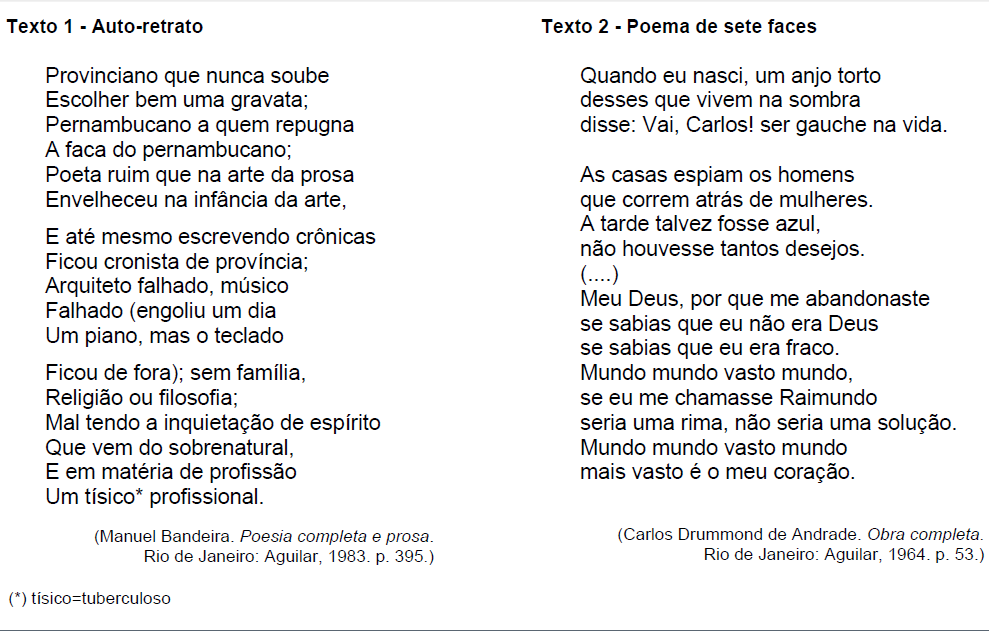 Texto 1 - Auto-retrato
Provinciano que nunca soube
Escolher bem uma gravata;
Pernambucano a quem repugna
A faca do pernambucano;
Poeta ruim que na arte da prosa
Envelheceu na infância da arte,
E até mesmo escrevendo crônicas
Ficou cronista de província;
Arquiteto falhado, músico
Falhado (engoliu um dia
Um piano, mas o teclado
Ficou de fora); sem família,
Religião ou filosofia;
Mal tendo a inquietação de espírito
Que vem do sobrenatural,
E em matéria de profissão
Um tísico* profissional.
(Manuel Bandeira. Poesia completa e prosa.
Rio de Janeiro: Aguilar, 1983. p. 395.)
(*) tísico=tuberculoso
Texto 2 - Poema de sete faces
Quando eu nasci, um anjo torto
desses que vivem na sombra
disse: Vai, Carlos! ser gauche na vida.
As casas espiam os homens
que correm atrás de mulheres.
A tarde talvez fosse azul,
não houvesse tantos desejos.
(....)
Meu Deus, por que me abandonaste
se sabias que eu não era Deus
se sabias que eu era fraco.
Mundo mundo vasto mundo,
se eu me chamasse Raimundo
seria uma rima, não seria uma solução.
Mundo mundo vasto mundo
mais vasto é o meu coração.
(Carlos Drummond de Andrade. Obra completa.
Rio de Janeiro: Aguilar, 1964. p. 53.)